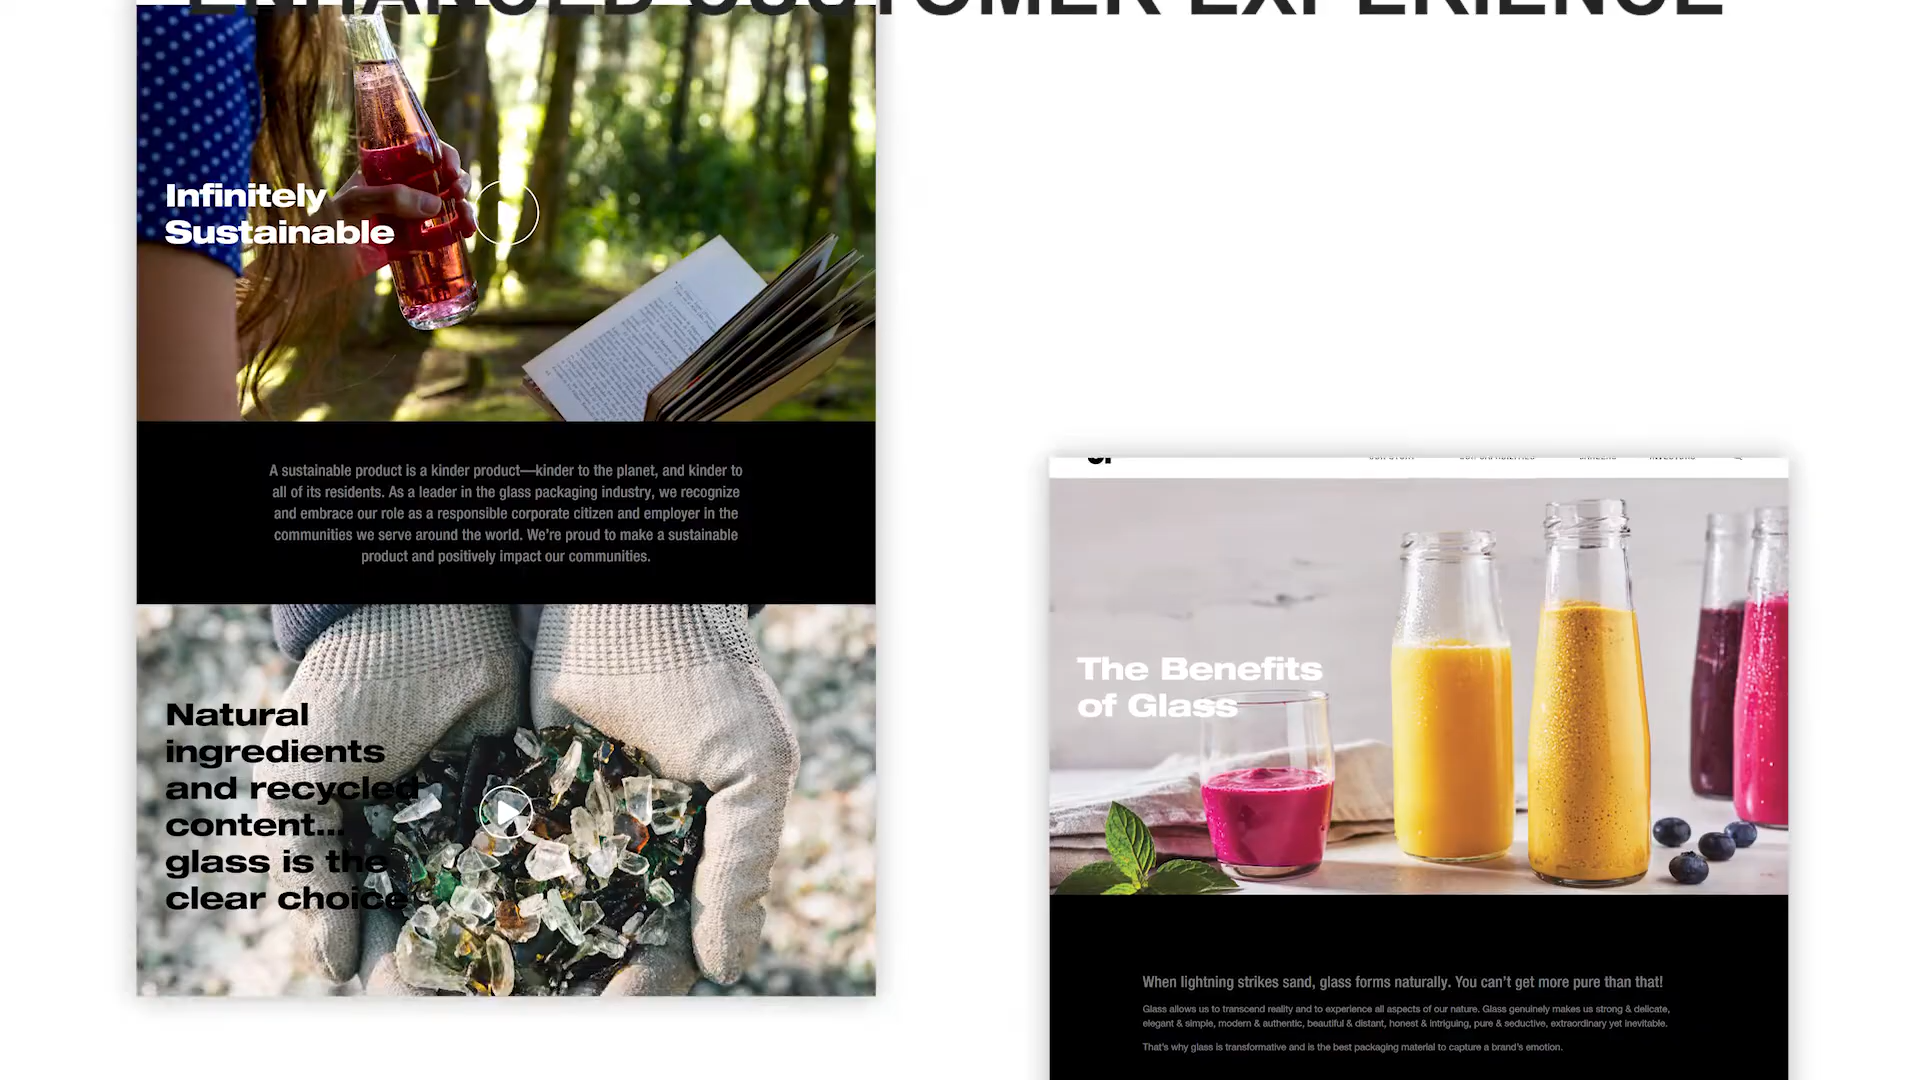 ENHANCED CUSTOMER EXPERIENCE
Infinitely
Sustainable
A sustainable product is a kinder product—kinder to the planet, and kinder to
all of its residents. As a leader in the glass packaging industry, we recognize
and embrace our role as a responsible corporate citizen and employer in the
communities we serve around the world. We're proud to make a sustainable
product and positively impact our communities.
Natural
ingredients
and recycled
content...
glass is the
clear choice
The Benefits
of Glass
When lightning strikes sand, glass forms naturally. You can't get more pure than that!
Glass allows us to transcend reality and to experience all aspects of our nature. Glass genuinely makes us strong & delicate,
elegant & simple, modern & authentic, beautiful & distant, honest & intriguing, pure & seductive, extraordinary yet inevitable.
That's why glass is transformative and is the best packaging material to capture a brand's emotion.